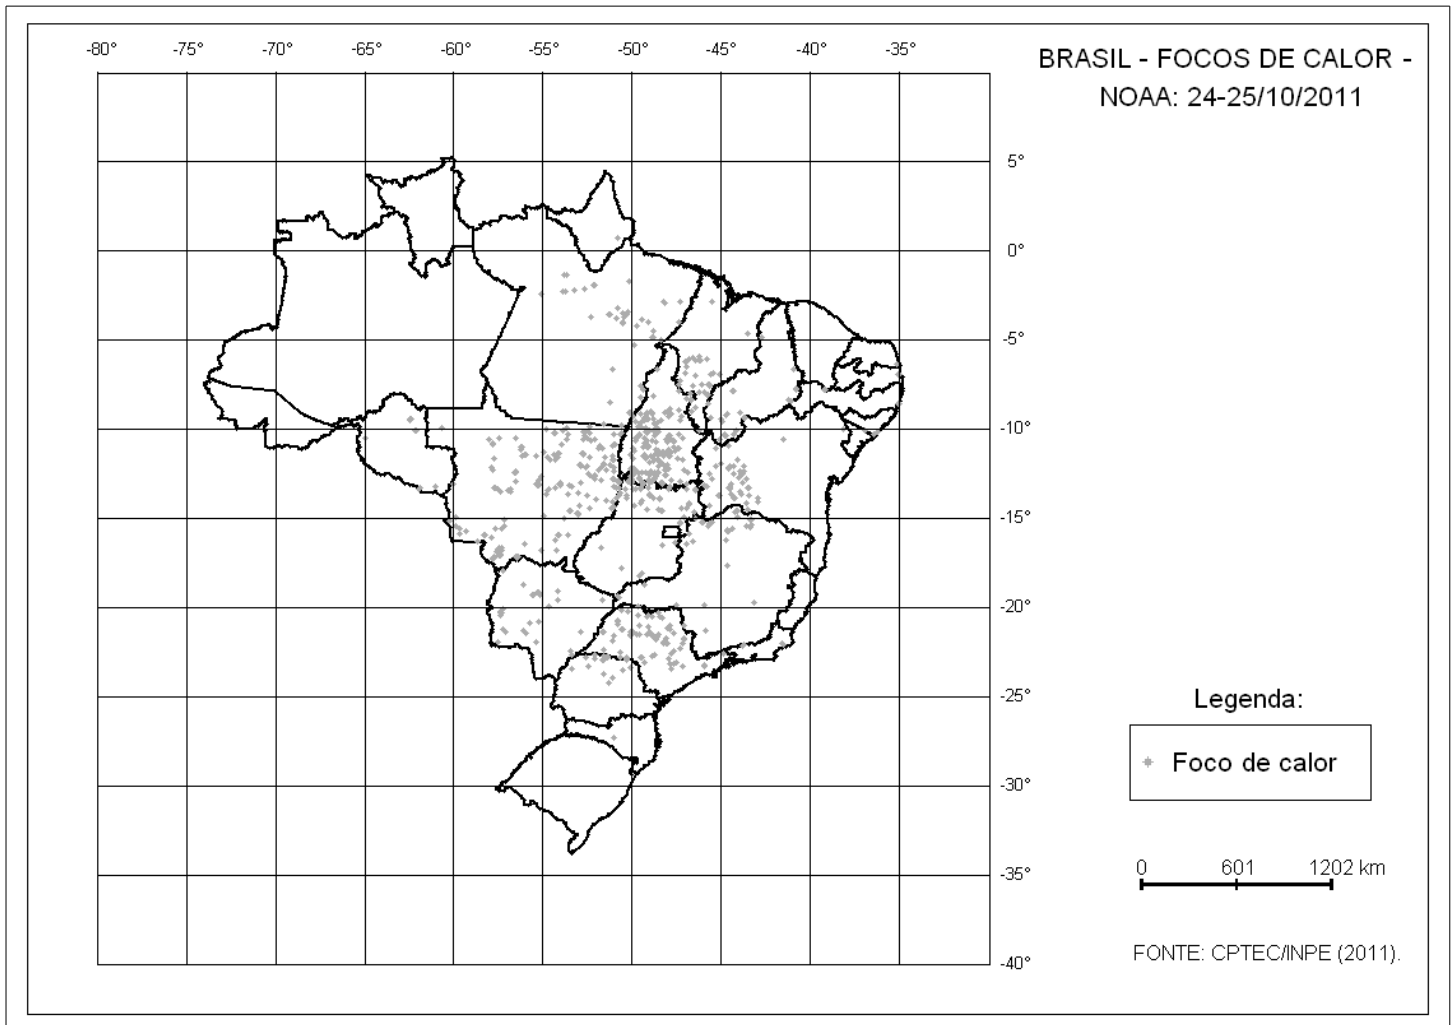 -80° -75° -70° -65° -60° -55° -50° -45° -40° -35°
BRASIL - FOCOS DE CALOR -
NOAA: 24-25/10/2011
5°
0°
-5°
-10°
-15°
-20°
-25°
-30°
-35°
-40°
Legenda:
Foco de calor
0 601 1202 km
FONTE: CPTEC/INPE (2011).